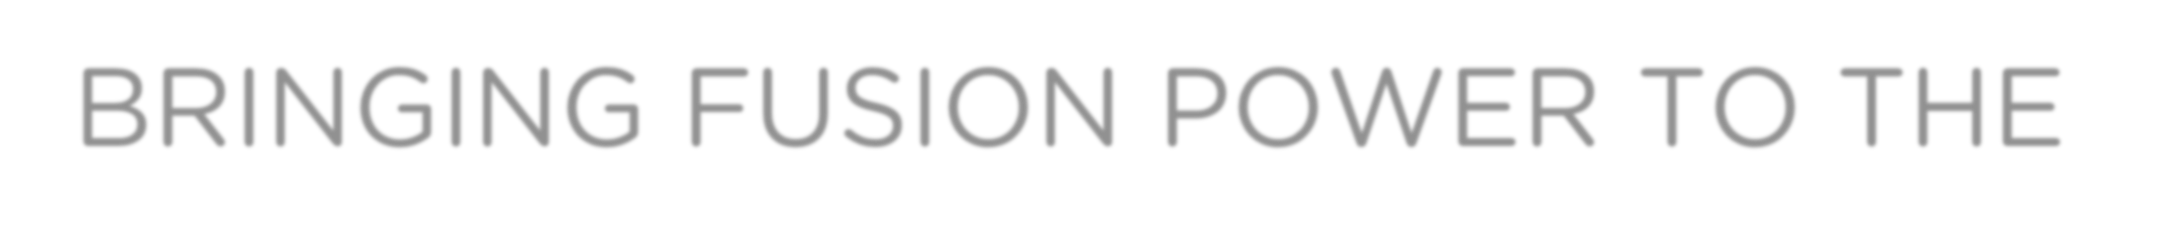 BRINGING FUSION POWER TO THE